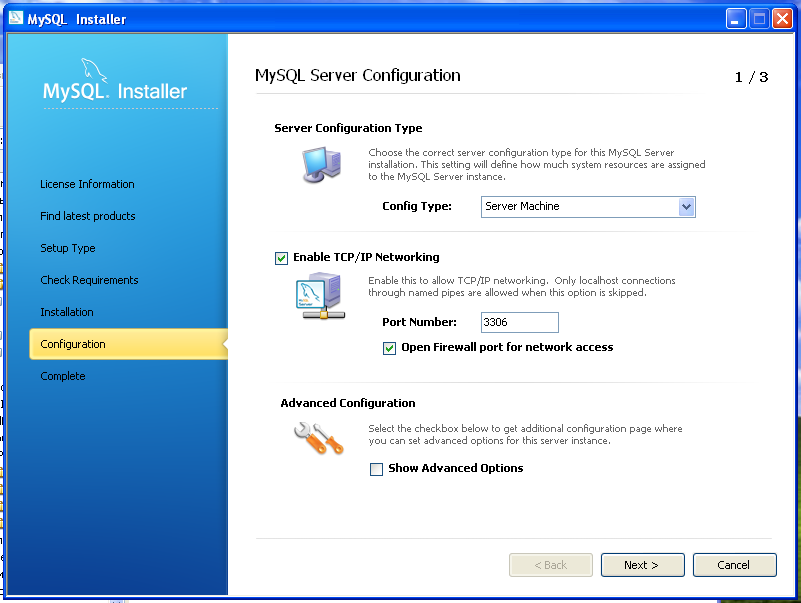 MySQL Installer
MySQL. Installer
License Information
Find latest products
Setup Type
Check Requirements
Installation
Configuration
Complete
MySQL Server Configuration
1 / 3
Server Configuration Type
Choose the correct server configuration type for this MySQL Server
installation. This setting will define how much system resources are assigned
to the MySQL Server instance.
Config Type: Server Machine
Enable TCP/IP Networking
Enable this to allow TCP/IP networking. Only localhost connections
through named pipes are allowed when this option is skipped.
Port Number: 3306
Open Firewall port for network access
Advanced Configuration
Select the checkbox below to get additional configuration page where
you can set advanced options for this server instance.
Show Advanced Options
< Back Next > Cancel